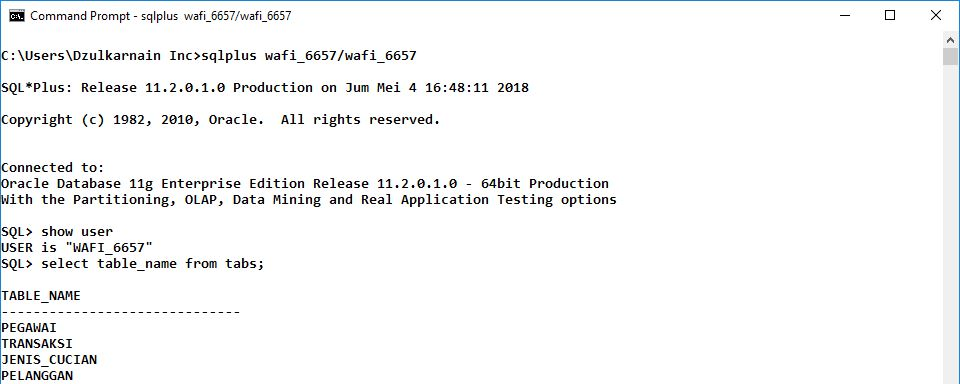 Command Prompt - sqlplus wafi_6657/wafi_6657
C:\Users\Dzulkarnain Inc>sqlplus wafi_6657/wafi_6657
SQL*Plus: Release 11.2.0.1.0 Production on Jum Mei 4 16:48:11 2018
Copyright (c) 1982, 2010, Oracle.  All rights reserved.
Connected to:
Oracle Database 11g Enterprise Edition Release 11.2.0.1.0 - 64bit Production
With the Partitioning, OLAP, Data Mining and Real Application Testing options
SQL> show user
USER is "WAFI_6657"
SQL> select table_name from tabs;
TABLE_NAME
------------------------------
PEGAWAI
TRANSAKSI
JENIS_CUCIAN
PELANGGAN